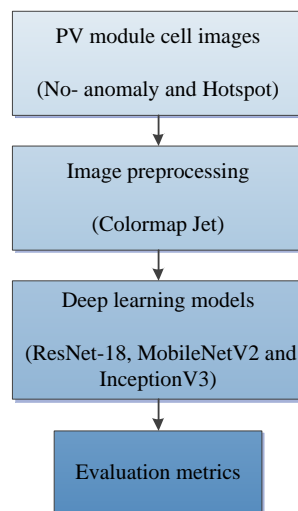 PV module cell images
(No- anomaly and Hotspot)
Image preprocessing
(Colormap Jet)
Deep learning models
(ResNet-18, MobileNetV2 and
InceptionV3)
Evaluation metrics